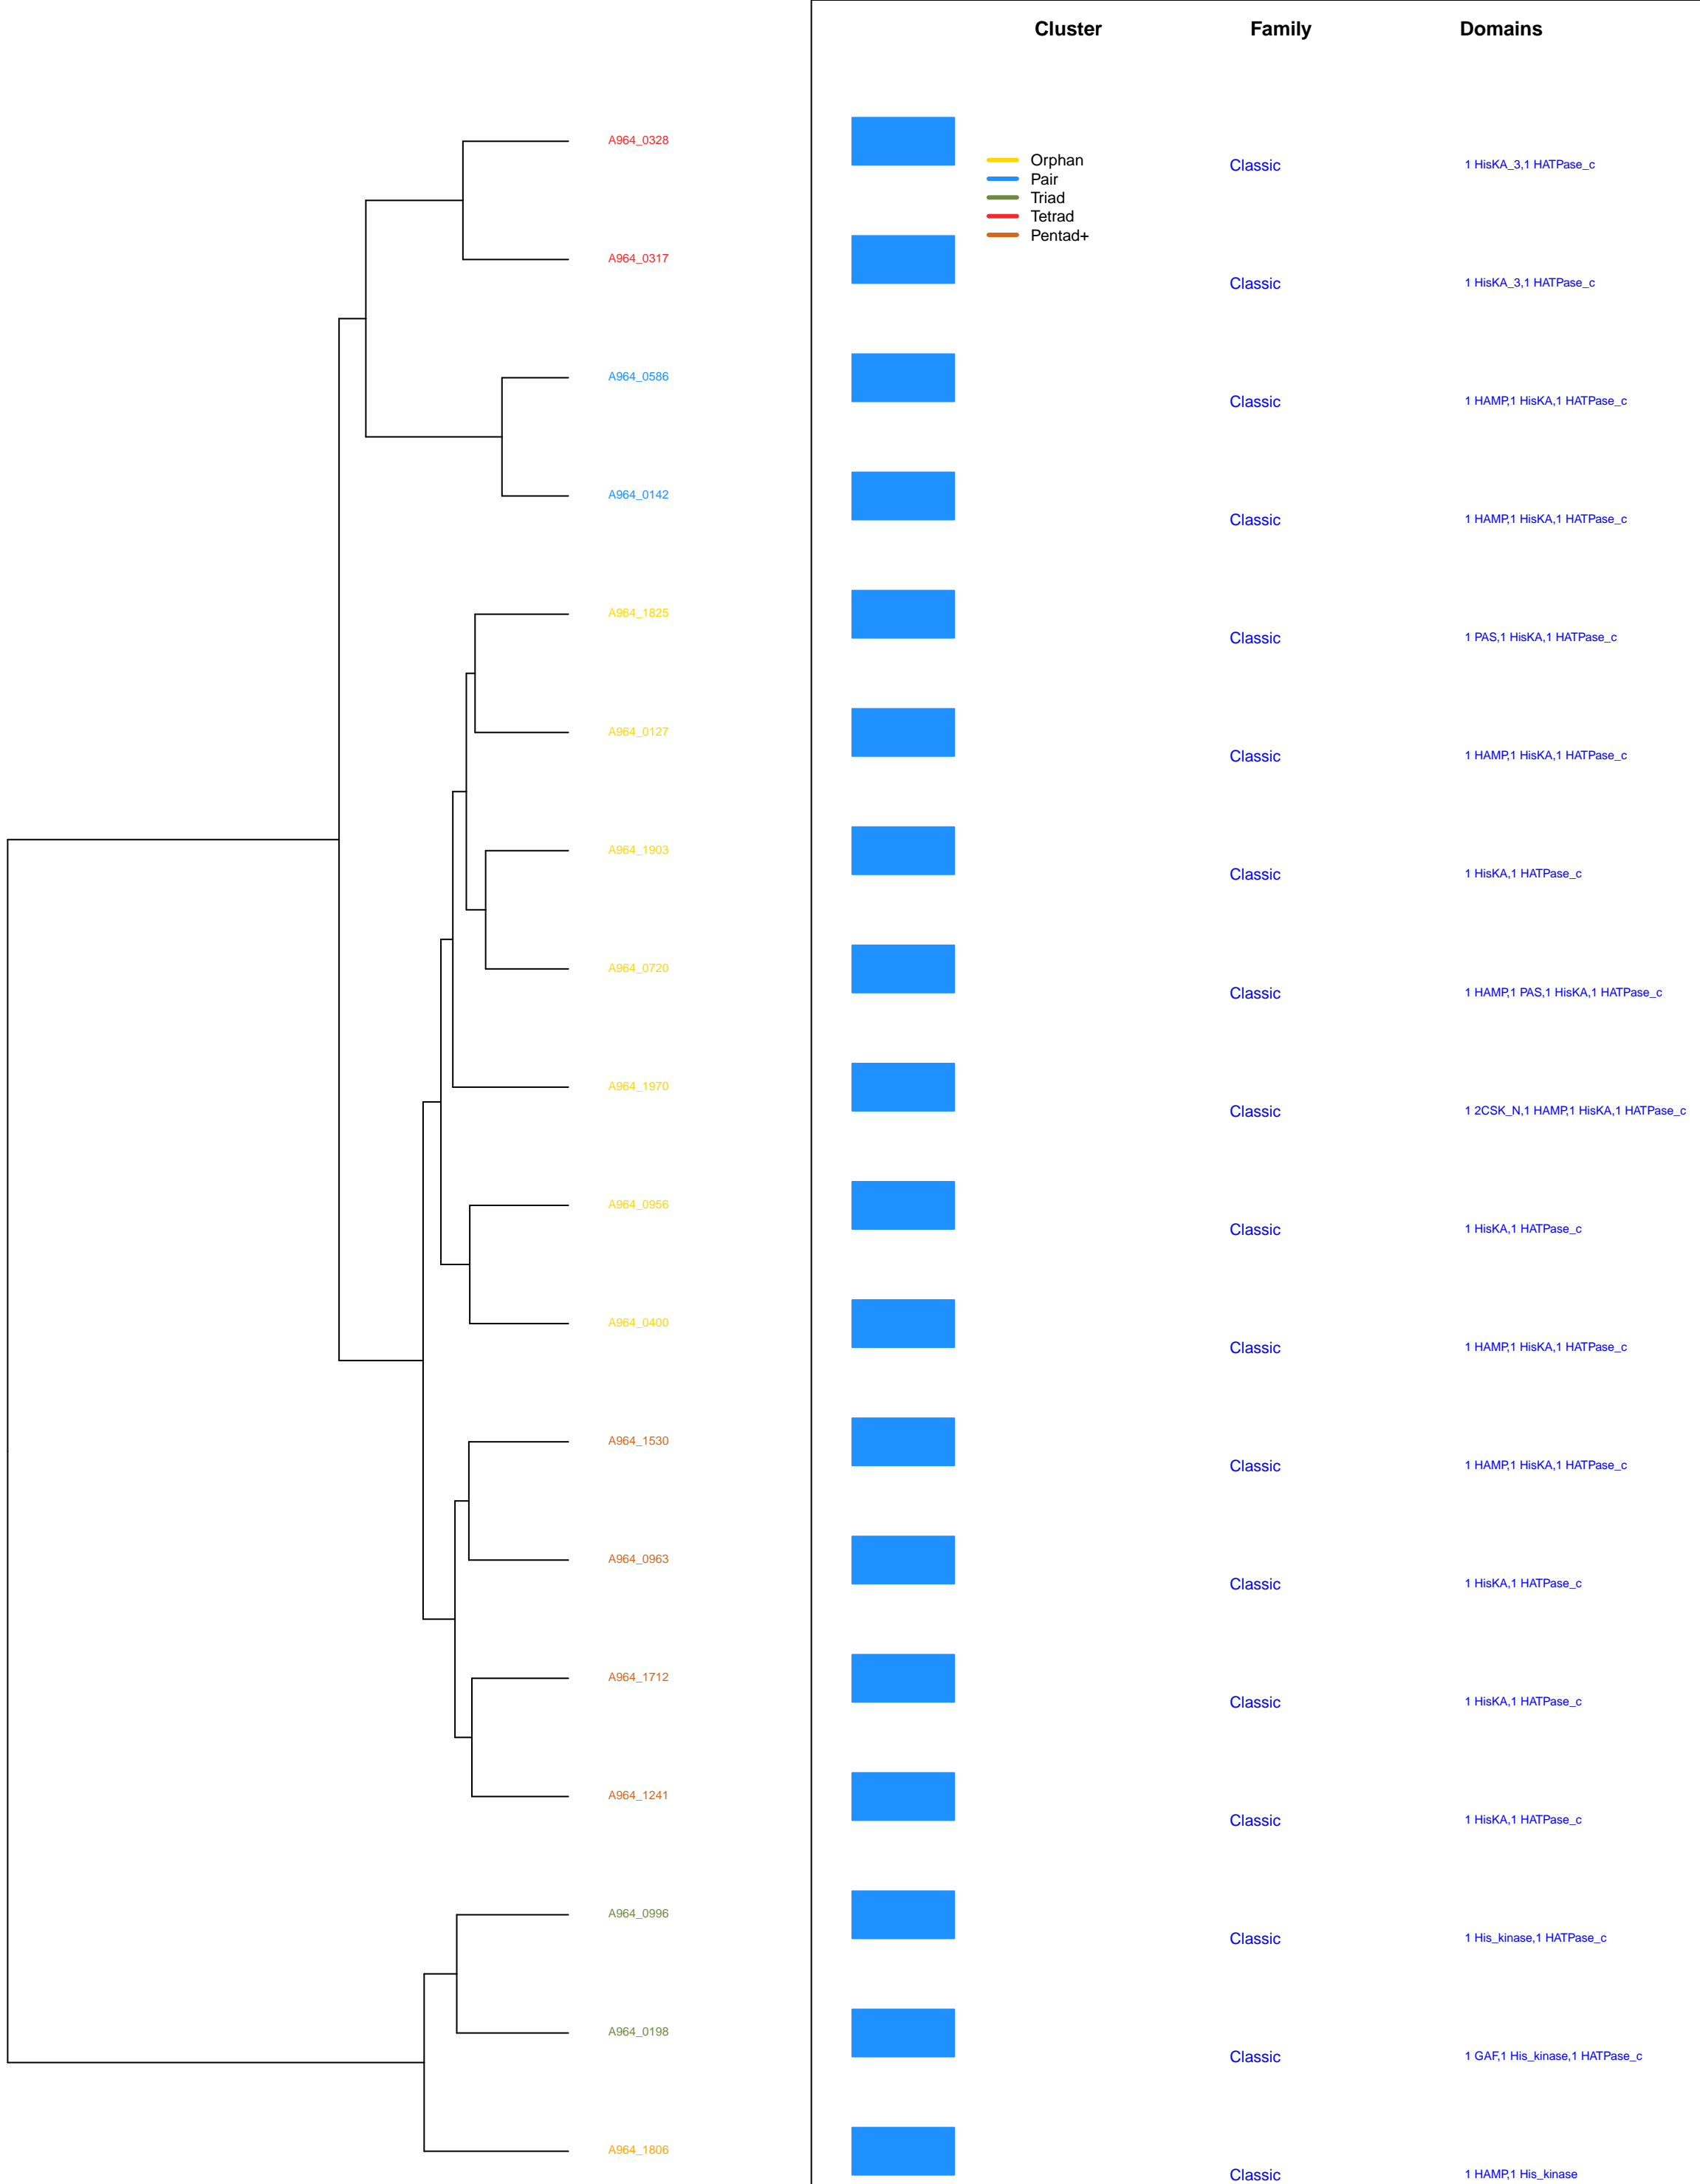 Cluster Family Domains
A964_0328
Orphan
Pair
Triad
Tetrad
Pentad+
Classic 1 HisKA_3,1 HATPase_c
A964_0317
Classic 1 HisKA_3,1 HATPase_c
A964_0586
Classic 1 HAMP,1 HisKA,1 HATPase_c
A964_0142
Classic 1 HAMP,1 HisKA,1 HATPase_c
A964_1825
Classic 1 PAS,1 HisKA,1 HATPase_c
A964_0127
Classic 1 HAMP,1 HisKA,1 HATPase_c
A964_1903
Classic 1 HisKA,1 HATPase_c
A964_0720
Classic 1 HAMP,1 PAS,1 HisKA,1 HATPase_c
A964_1970
Classic 1 2CSK_N,1 HAMP,1 HisKA,1 HATPase_c
A964_0956
Classic 1 HisKA,1 HATPase_c
A964_0400
Classic 1 HAMP,1 HisKA,1 HATPase_c
A964_1530
Classic 1 HAMP,1 HisKA,1 HATPase_c
A964_0963
Classic 1 HisKA,1 HATPase_c
A964_1712
Classic 1 HisKA,1 HATPase_c
A964_1241
Classic 1 HisKA,1 HATPase_c
A964_0996
Classic 1 His_kinase,1 HATPase_c
A964_0198
Classic 1 GAF,1 His_kinase,1 HATPase_c
A964_1806
Classic 1 HAMP,1 His_kinase